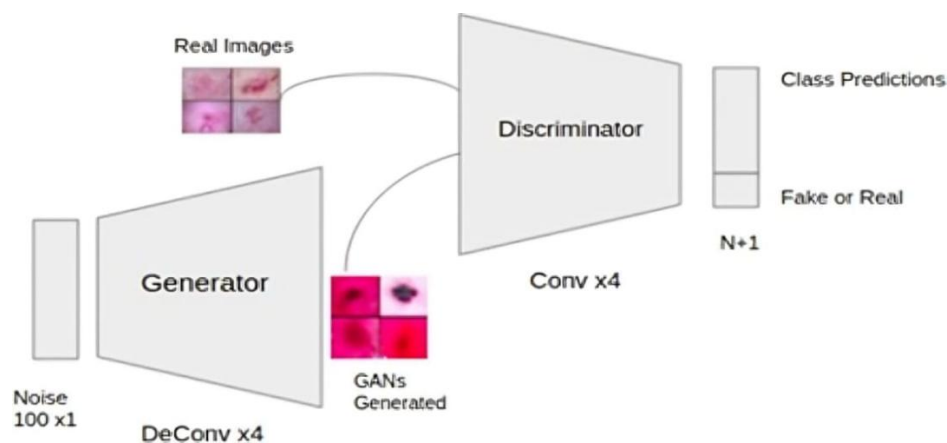 Real Images
Discriminator
Class Predictions
Fake or Real
N+1
Conv x4
Generator
GANs
Generated
Noise
100 x1
DeConv x4